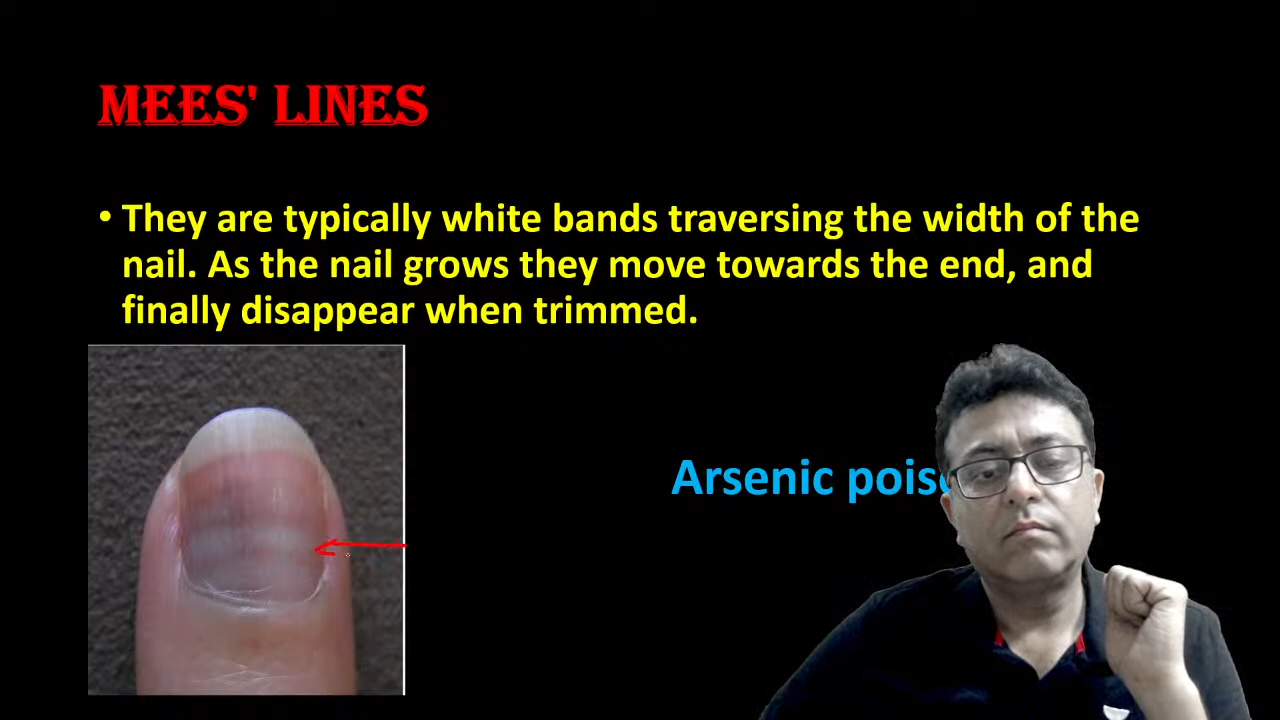 MEES' LINES
• They are typically white bands traversing the width of the
nail. As the nail grows they move towards the end, and
finally disappear when trimmed.
Arsenic